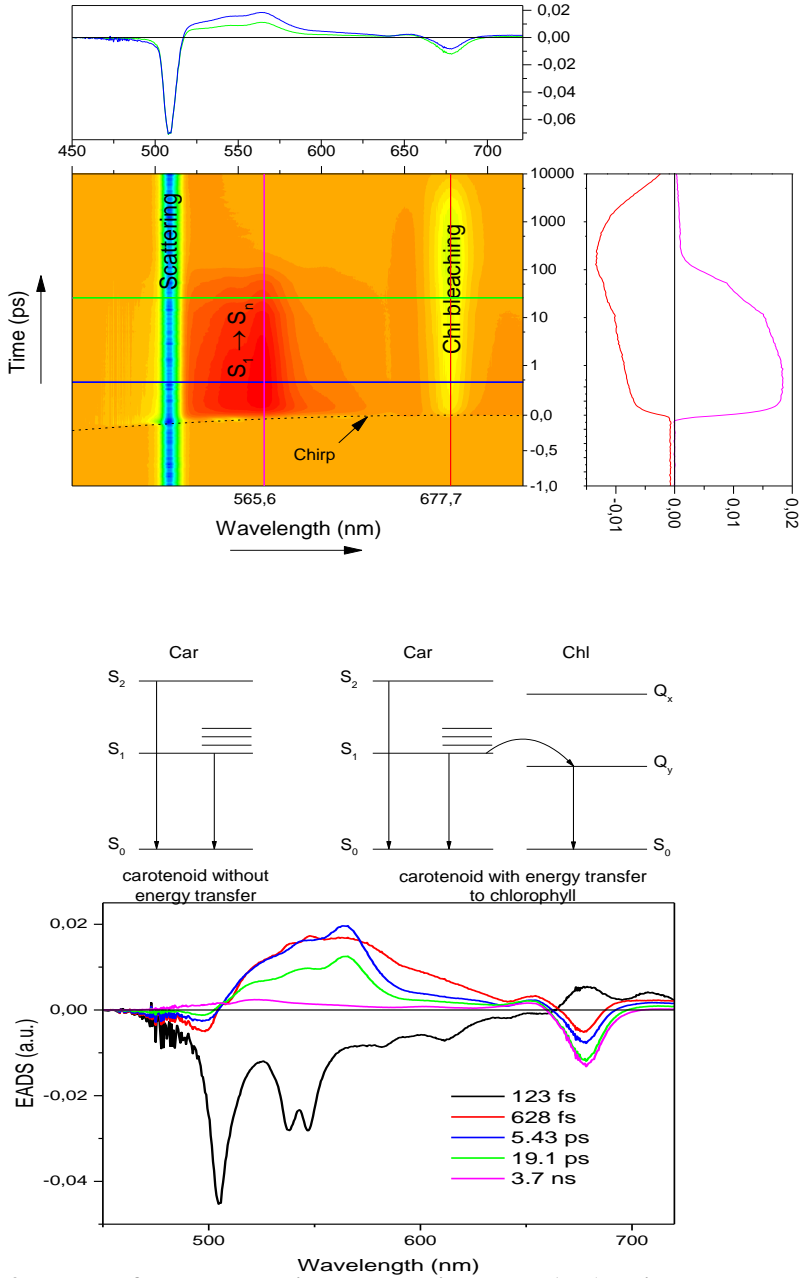 0,02
0,00
-0,02
-0,04
-0,06
450 500 550 600 650 700
Scattering
S1 → Sn
Chl bleaching
Chirp
Time (ps)
10000
1000
100
10
1
0,0
-0,5
-1,0
565,6 677,7
Wavelength (nm)
-0,01 0,00 0,01 0,02
Car Car Chl
S2 S2 Qx
S1 S1 Qy
S0 S0 S0
carotenoid without
energy transfer
carotenoid with energy transfer
to chlorophyll
0,02
0,00
-0,02
-0,04
EADS (a.u.)
123 fs
628 fs
5.43 ps
19.1 ps
3.7 ns
500 600 700
Wavelength (nm)